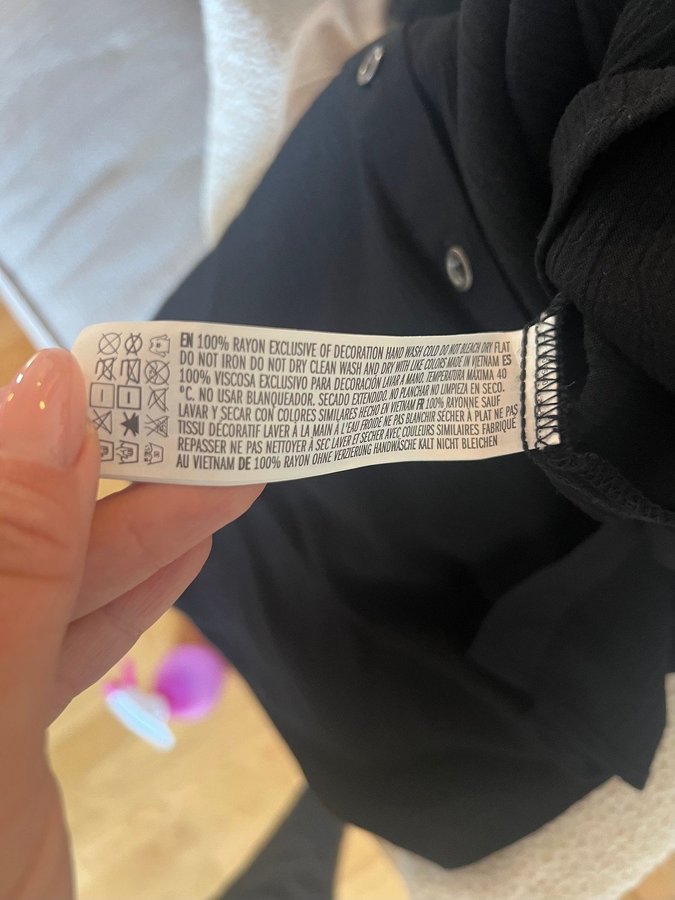 EN 100% RAYON EXCLUSIVE OF DECORATION HAND WASH COLD DO NOT BLEACH DRY FLAT
DO NOT IRON DO NOT DRY CLEAN WASH AND DRY WITH LIKE COLORS MADE IN VIETNAM ES
100% VISCOSA EXCLUSIVO PARA DECORACIÓN LAVAR A MANO. TEMPERATURA MAXIMA 40
°C. NO USAR BLANQUEADOR. SECADO EXTENDIDO. NO PLANCHAR NO LIMPIEZA EN SECO.
LAVAR Y SECAR CON COLORES SIMILARES HECHO EN VIETNAM FR 100% RAYONNE SAUF
TISSU DÉCORATIF LAVER À LA MAIN À L'EAU FROIDE NE PAS BLANCHIR SÉCHER À PLAT NE PAS
REPASSER NE PAS NETTOYER À SEC LAVER ET SÉCHER AVEC COULEURS SIMILAIRES FABRIQUÉ
AU VIETNAM DE 100% RAYON OHNE VERZIERUNG HANDWÄSCHE KALT NICHT BLEICHEN